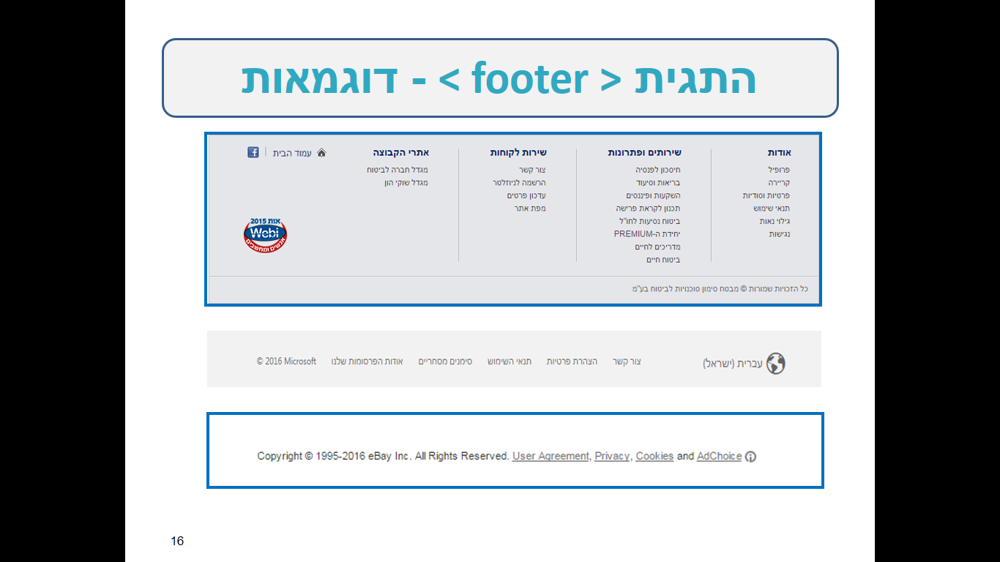 התגית < footer > - דוגמאות
אודות
פרופיל
קריירה
פרטיות וסודיות
תנאי שימוש
גילוי נאות
נגישות
שירותים ופתרונות
חיסכון לפנסיה
בריאות וסיעוד
השקעות ופיננסים
תכנון לקראת פרישה
ביטוח נסיעות לחו"ל
יחידת ה-PREMIUM
מדריכים לחיים
ביטוח חיים
שירות לקוחות
צור קשר
הרשמה לניוזלטר
עדכון פרטים
מפת אתר
אתרי הקבוצה
מגדל חברה לביטוח
מגדל שוקי הון
עמוד הבית
אות 2015
Webi
אנשים ומחשבים
כל הזכויות שמורות © מבטח סימון סוכנויות לביטוח בע"מ
עברית (ישראל)
צור קשר הצהרת פרטיות תנאי השימוש סימנים מסחריים אודות הפרסומות שלנו © 2016 Microsoft
Copyright © 1995-2016 eBay Inc. All Rights Reserved. User Agreement, Privacy, Cookies and AdChoice
16